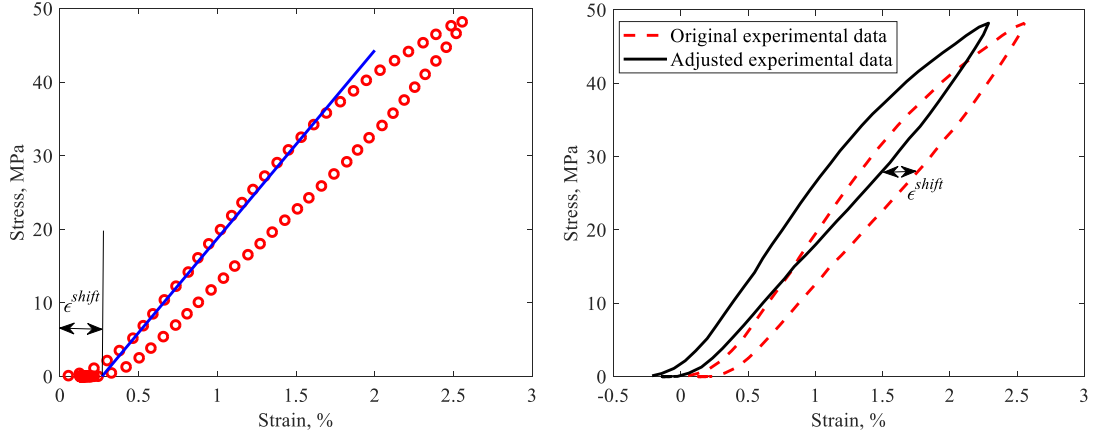 50
40
30
20
10
0
Stress, MPa
ϵ^shift
0 0.5 1 1.5 2 2.5 3
Strain, %
50
40
30
20
10
0
Stress, MPa
Original experimental data
Adjusted experimental data
ϵ^shift
-0.5 0 0.5 1 1.5 2 2.5 3
Strain, %